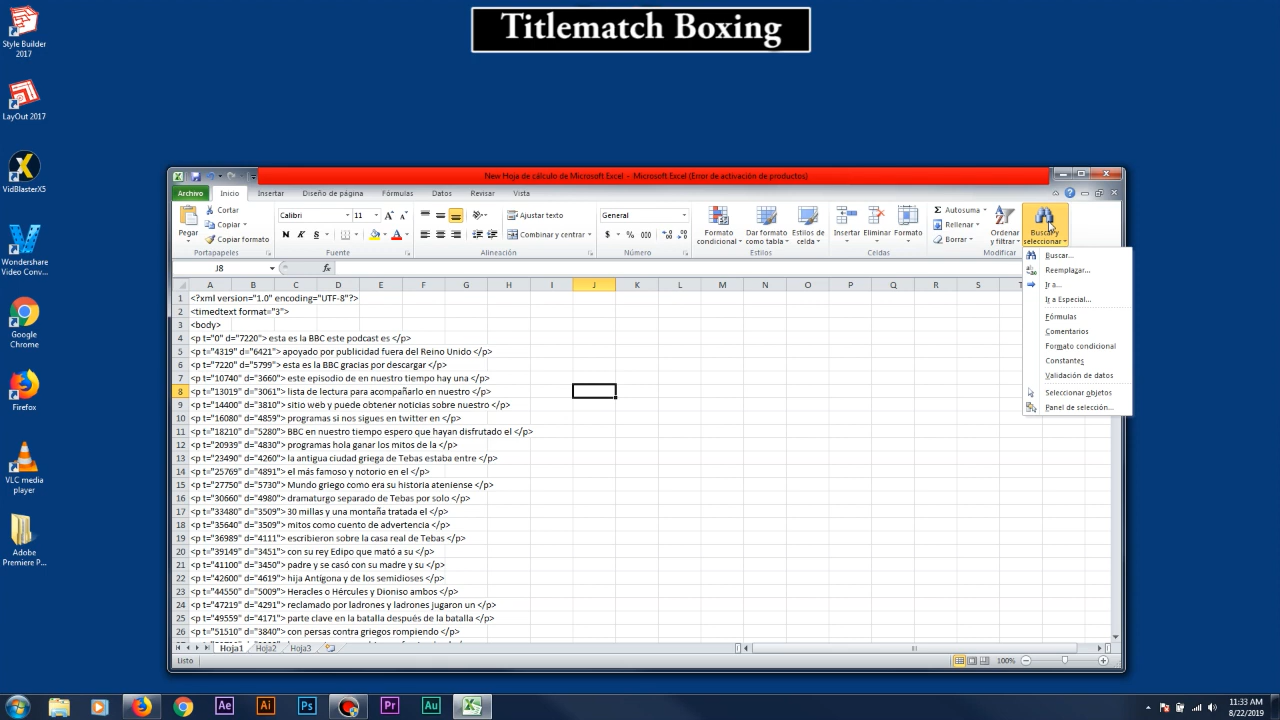 Titlematch Boxing
Style Builder
2017
LayOut 2017
VidBlasterX5
Wondershare
Video Conv...
Google
Chrome
Firefox
VLC media
player
Adobe
Premiere P...
New Hoja de cálculo de Microsoft Excel - Microsoft Excel (Error de activación de productos)
Archivo Inicio Insertar Diseño de página Fórmulas Datos Revisar Vista
Pegar
Cortar
Copiar
Copiar formato
Portapapeles
Calibri 11
N K S
Fuente
Ajustar texto
Combinar y centrar
Alineación
General
% 000
Número
Formato
condicional
Dar formato
como tabla
Estilos de
celda
Estilos
Insertar Eliminar Formato
Celdas
Autosuma
Rellenar
Borrar
Ordenar
y filtrar
Buscar y
seleccionar
Modificar
J8 fx
A B C D E F G H I J K L M N O P Q R S T
1 <?xml version="1.0" encoding="UTF-8"?>
2 <timedtext format="3">
3 <body>
4 <p t="0" d="7220"> esta es la BBC este podcast es </p>
5 <p t="4319" d="6421"> apoyado por publicidad fuera del Reino Unido </p>
6 <p t="7220" d="5799"> esta es la BBC gracias por descargar </p>
7 <p t="10740" d="3660"> este episodio de en nuestro tiempo hay una </p>
8 <p t="13019" d="3061"> lista de lectura para acompañarlo en nuestro </p>
9 <p t="14400" d="3810"> sitio web y puede obtener noticias sobre nuestro </p>
10 <p t="16080" d="4859"> programas si nos sigues en twitter en </p>
11 <p t="18210" d="5280"> BBC en nuestro tiempo espero que hayan disfrutado el </p>
12 <p t="20939" d="4830"> programas hola ganar los mitos de la </p>
13 <p t="23490" d="4260"> la antigua ciudad griega de Tebas estaba entre </p>
14 <p t="25769" d="4891"> el más famoso y notorio en el </p>
15 <p t="27750" d="5730"> Mundo griego como era su historia ateniense </p>
16 <p t="30660" d="4980"> dramaturgo separado de Tebas por solo </p>
17 <p t="33480" d="3509"> 30 millas y una montaña tratada el </p>
18 <p t="35640" d="3509"> mitos como cuento de advertencia </p>
19 <p t="36989" d="4111"> escribieron sobre la casa real de Tebas </p>
20 <p t="39149" d="3451"> con su rey Edipo que mató a su </p>
21 <p t="41100" d="3450"> padre y se casó con su madre y su </p>
22 <p t="42600" d="4619"> hija Antígona y de los semidioses </p>
23 <p t="44550" d="5009"> Heracles o Hércules y Dioniso ambos </p>
24 <p t="47219" d="4291"> reclamado por ladrones y ladrones jugaron un </p>
25 <p t="49559" d="4171"> parte clave en la batalla después de la batalla </p>
26 <p t="51510" d="3840"> con persas contra griegos rompiendo </p>
Buscar...
Reemplazar...
Ir a...
Ir a Especial...
Fórmulas
Comentarios
Formato condicional
Constantes
Validación de datos
Seleccionar objetos
Panel de selección...
Hoja1 Hoja2 Hoja3
Listo 100%
Ae Ai Ps Pr Au
11:33 AM
8/22/2019